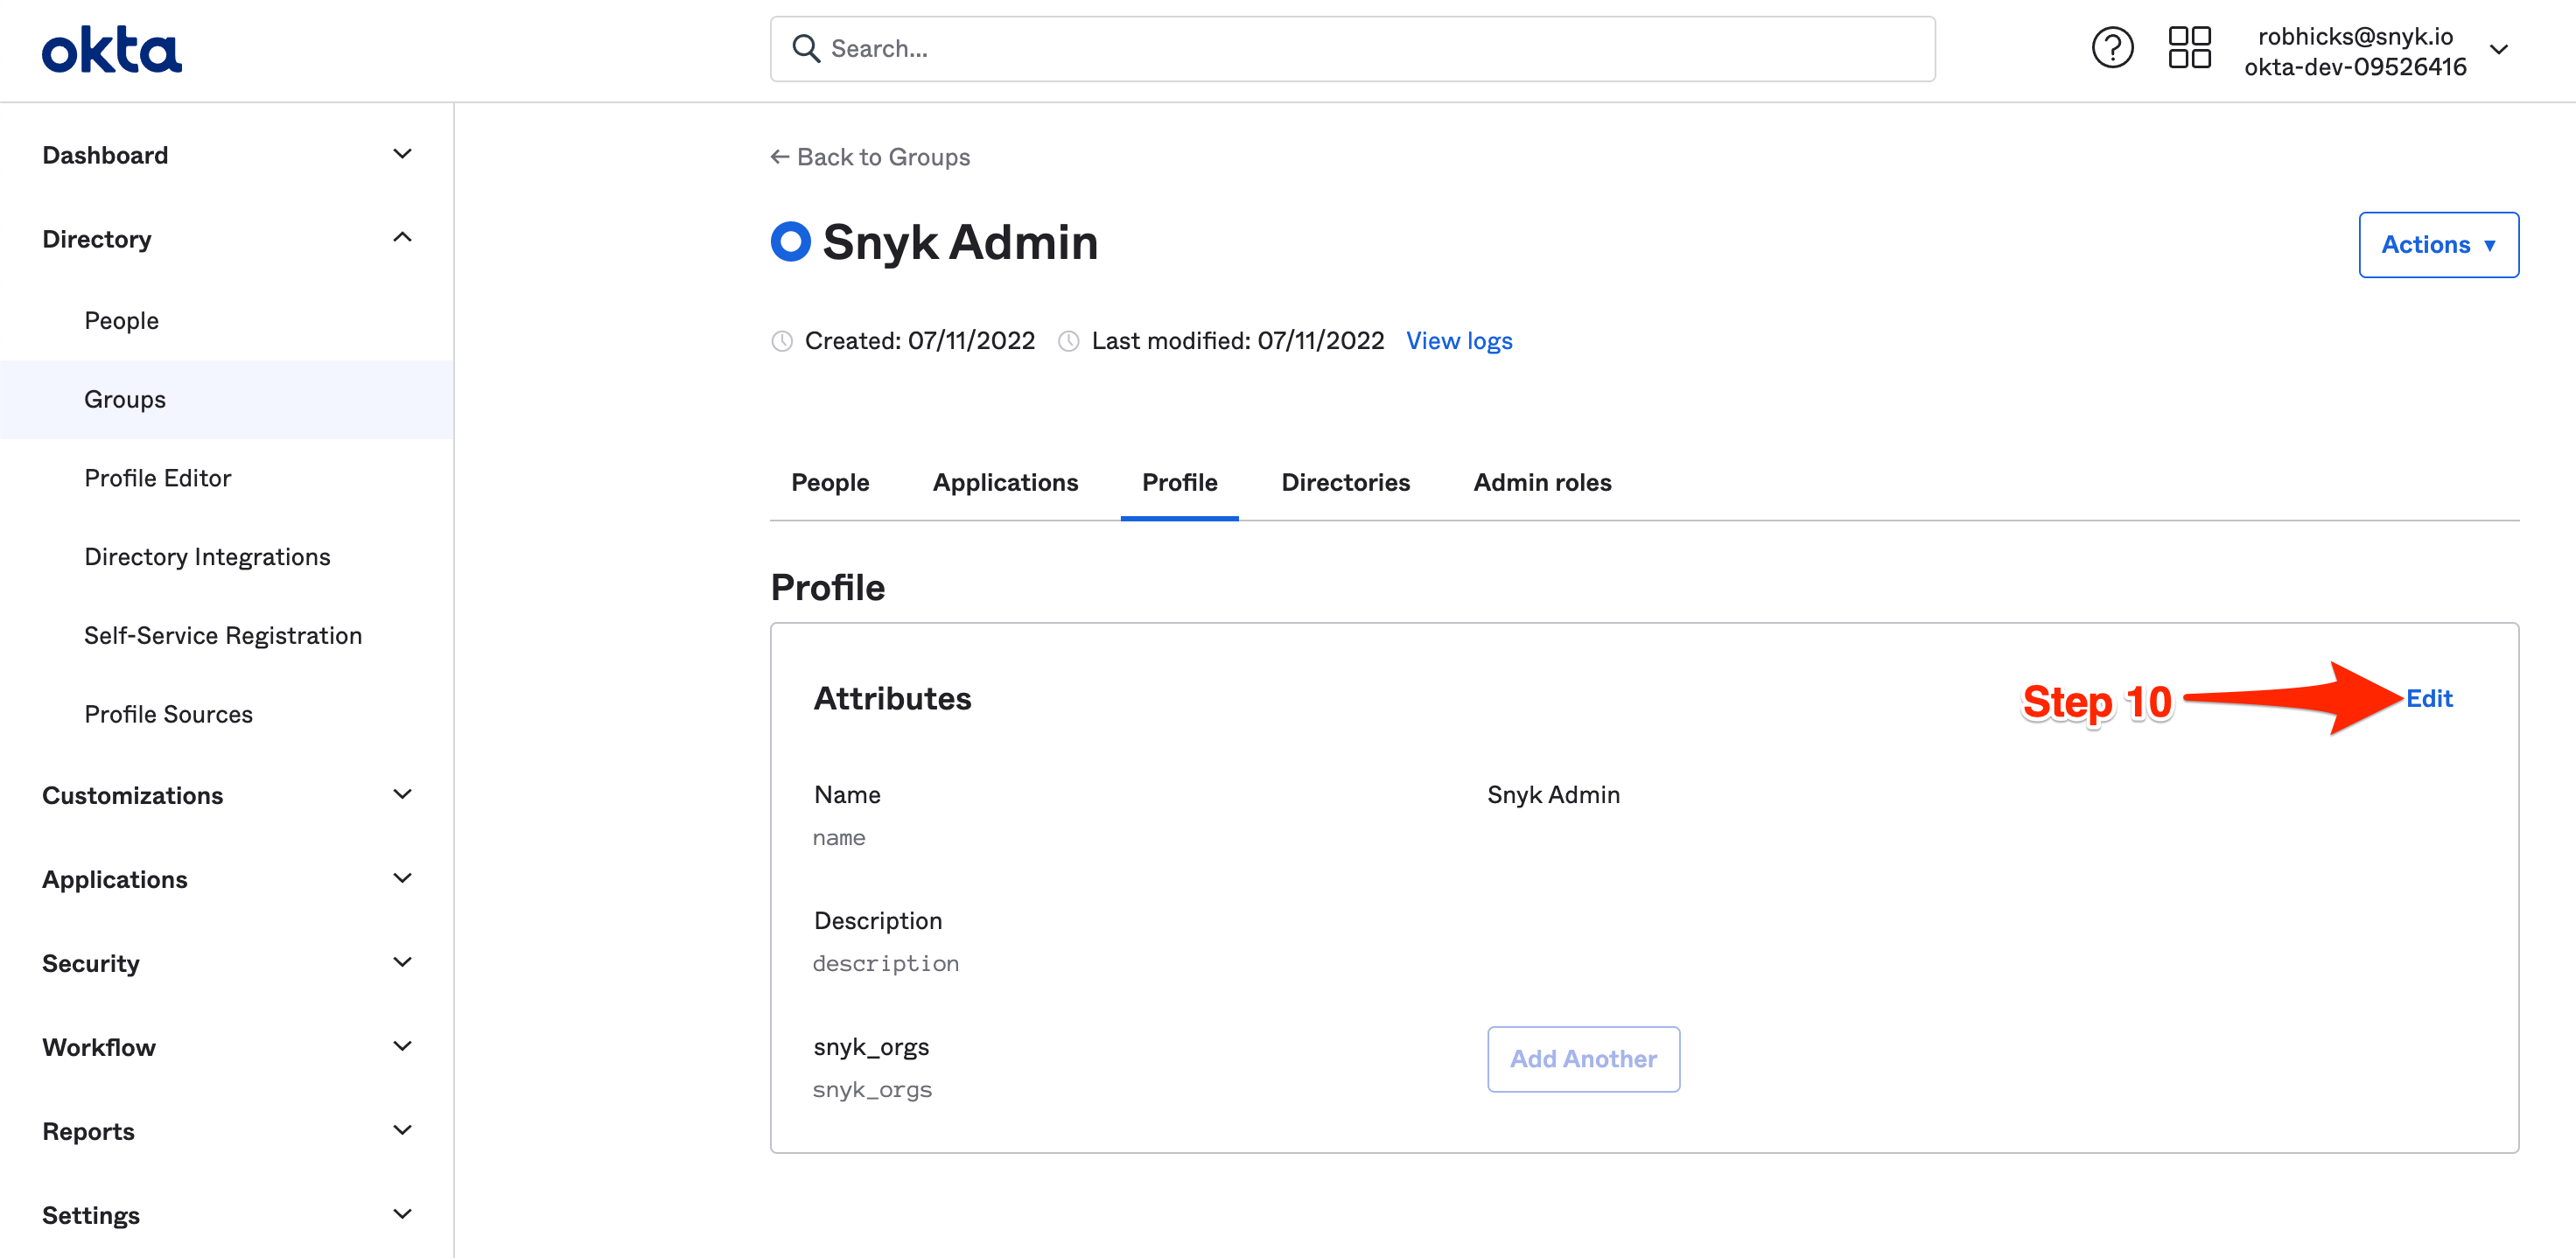 okta
Search...
robhicks@snyk.io
okta-dev-09526416
Dashboard
Directory
People
Groups
Profile Editor
Directory Integrations
Self-Service Registration
Profile Sources
Customizations
Applications
Security
Workflow
Reports
Settings
← Back to Groups
Snyk Admin
Actions ▼
Created: 07/11/2022 Last modified: 07/11/2022 View logs
People Applications Profile Directories Admin roles
Profile
Attributes
Step 10
Edit
Name
Snyk Admin
name
Description
description
snyk_orgs
Add Another
snyk_orgs